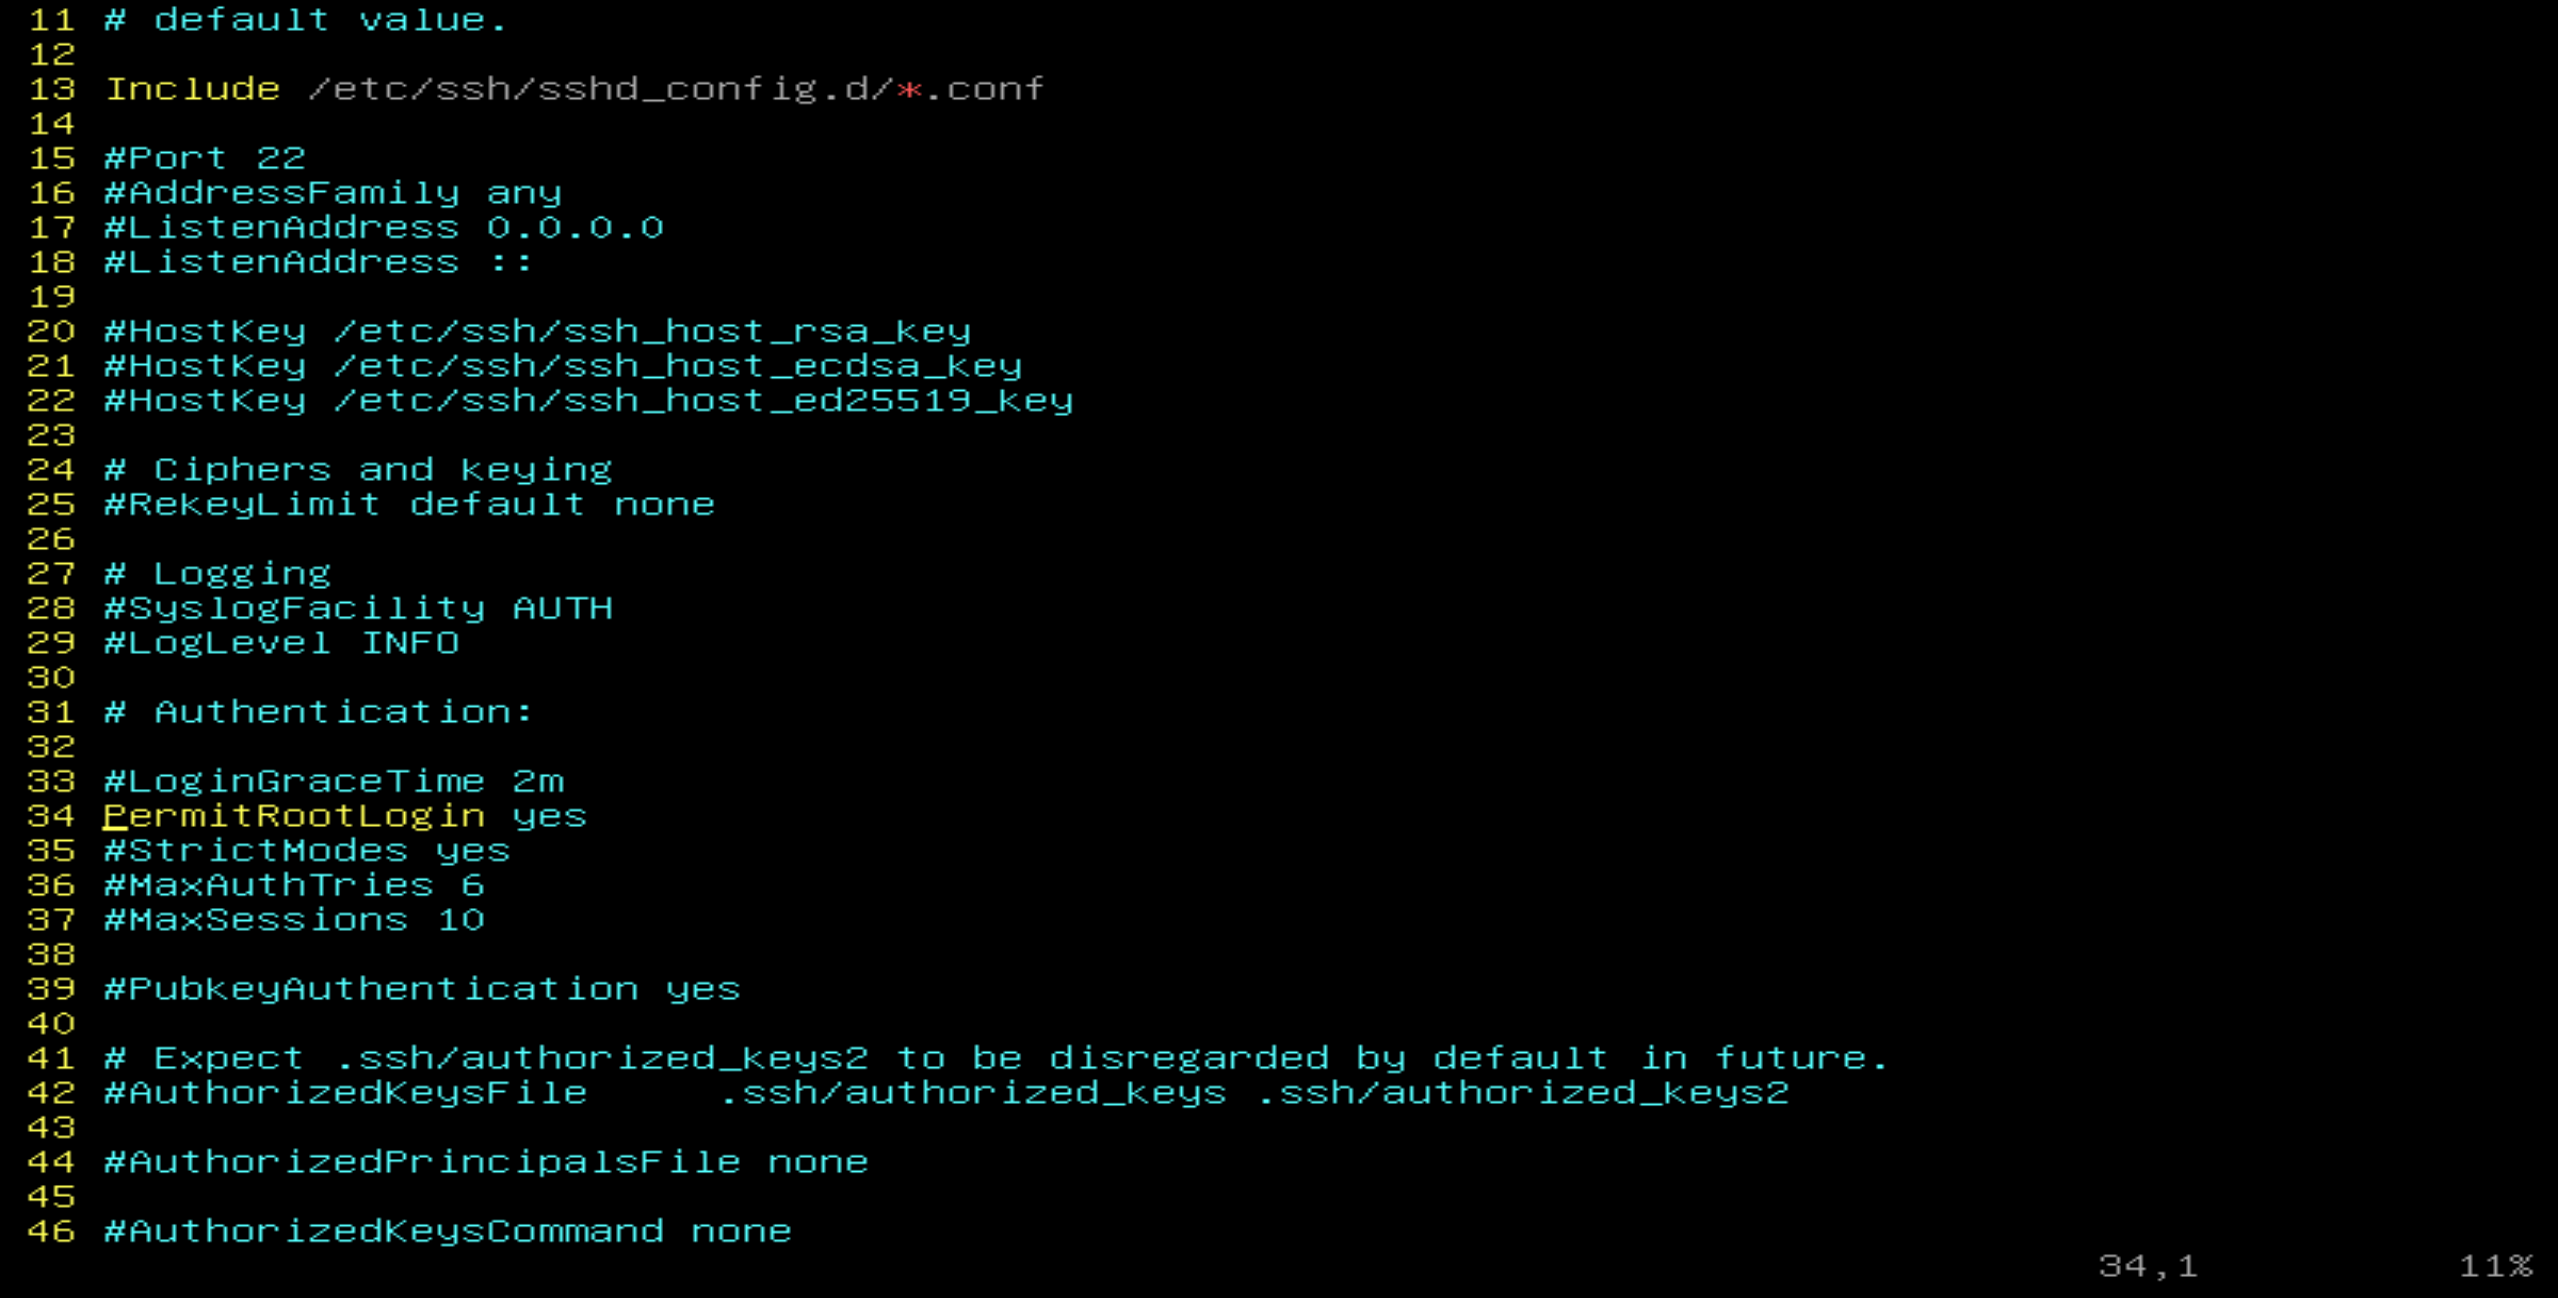 11 # default value.
12
13 Include /etc/ssh/sshd_config.d/*.conf
14
15 #Port 22
16 #AddressFamily any
17 #ListenAddress 0.0.0.0
18 #ListenAddress ::
19
20 #HostKey /etc/ssh/ssh_host_rsa_key
21 #HostKey /etc/ssh/ssh_host_ecdsa_key
22 #HostKey /etc/ssh/ssh_host_ed25519_key
23
24 # Ciphers and keying
25 #RekeyLimit default none
26
27 # Logging
28 #SyslogFacility AUTH
29 #LogLevel INFO
30
31 # Authentication:
32
33 #LoginGraceTime 2m
34 PermitRootLogin yes
35 #StrictModes yes
36 #MaxAuthTries 6
37 #MaxSessions 10
38
39 #PubkeyAuthentication yes
40
41 # Expect .ssh/authorized_keys2 to be disregarded by default in future.
42 #AuthorizedKeysFile     .ssh/authorized_keys .ssh/authorized_keys2
43
44 #AuthorizedPrincipalsFile none
45
46 #AuthorizedKeysCommand none
34,1          11%